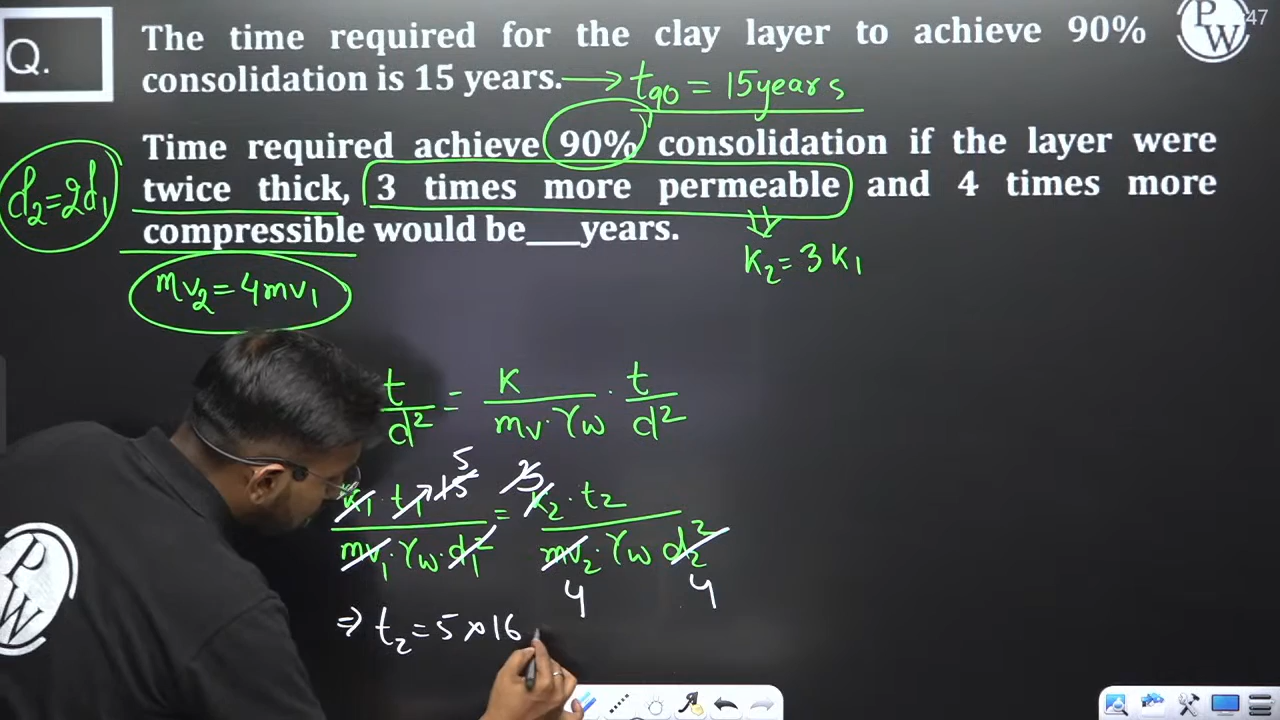 47
P
W
Q.
The time required for the clay layer to achieve 90%
consolidation is 15 years. → t₉₀ = 15 years
Time required achieve 90% consolidation if the layer were
twice thick, 3 times more permeable and 4 times more
compressible would be___years.
d₂=2d₁
mv₂=4mv₁
K₂=3K₁
t/d² = K/(mv·γw) · t/d²
K₁·t₁/(mv₁·γw·d₁²) = K₂·t₂/(mv₂·γw d₂²)
5 15 3
4 4
⇒ t₂=5×16
P
W